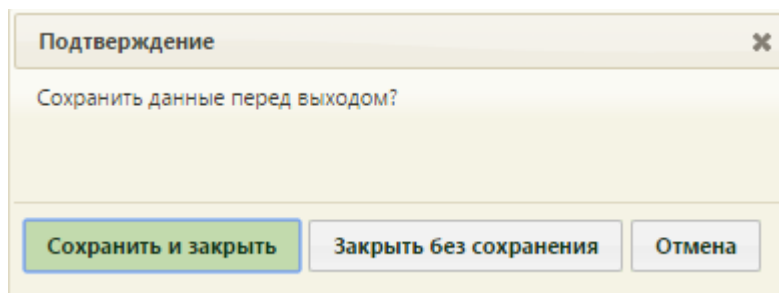 Подтверждение
Сохранить данные перед выходом?
Сохранить и закрыть Закрыть без сохранения Отмена